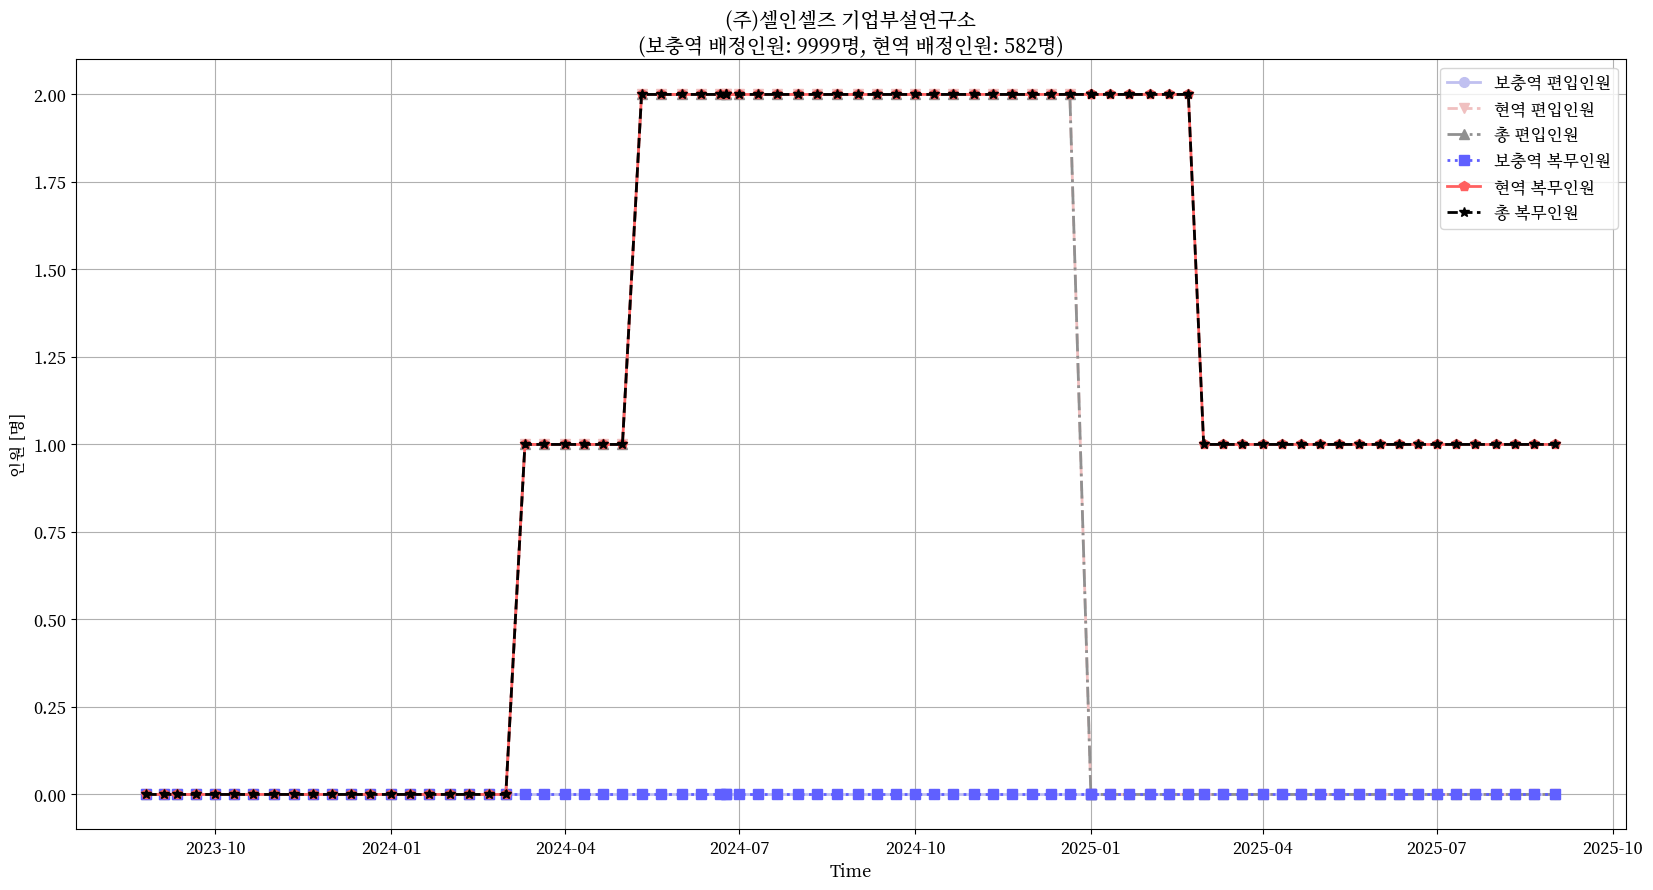 (주)셀인셀즈 기업부설연구소
(보충역 배정인원: 9999명, 현역 배정인원: 582명)
보충역 편입인원
현역 편입인원
총 편입인원
보충역 복무인원
현역 복무인원
총 복무인원
인원 [명]
2.00
1.75
1.50
1.25
1.00
0.75
0.50
0.25
0.00
2023-10
2024-01
2024-04
2024-07
2024-10
2025-01
2025-04
2025-07
2025-10
Time